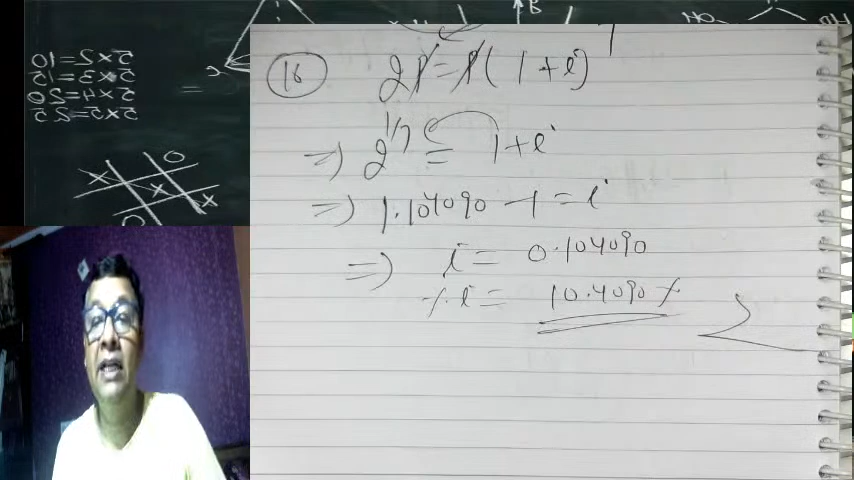 5×2=10
5×3=15
5×4=20
5×5=25
16
2P = P(1+i)^7
⇒) 2^1/7 = 1+i
⇒) 1.104090 -1 = i
⇒) i = 0.104090
% i = 10.4090 %